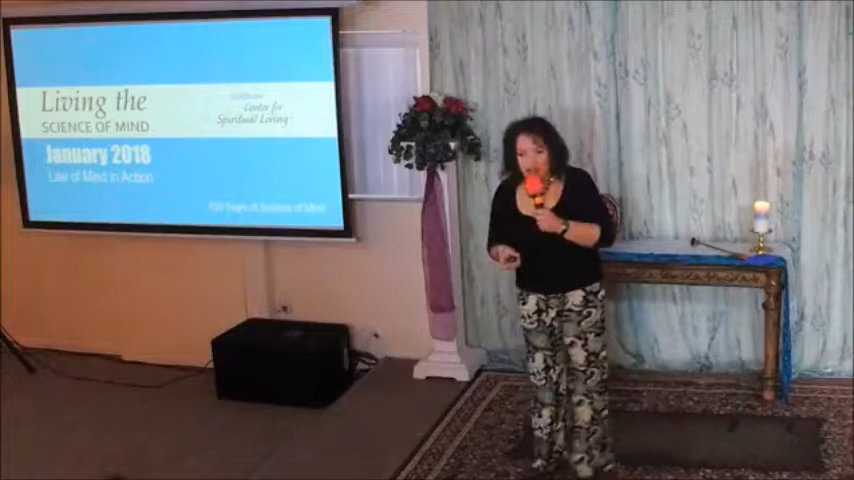 Living the
SCIENCE OF MIND
Center for
Spiritual Living
January 2018
Law of Mind in Action
Years of Science of Mind